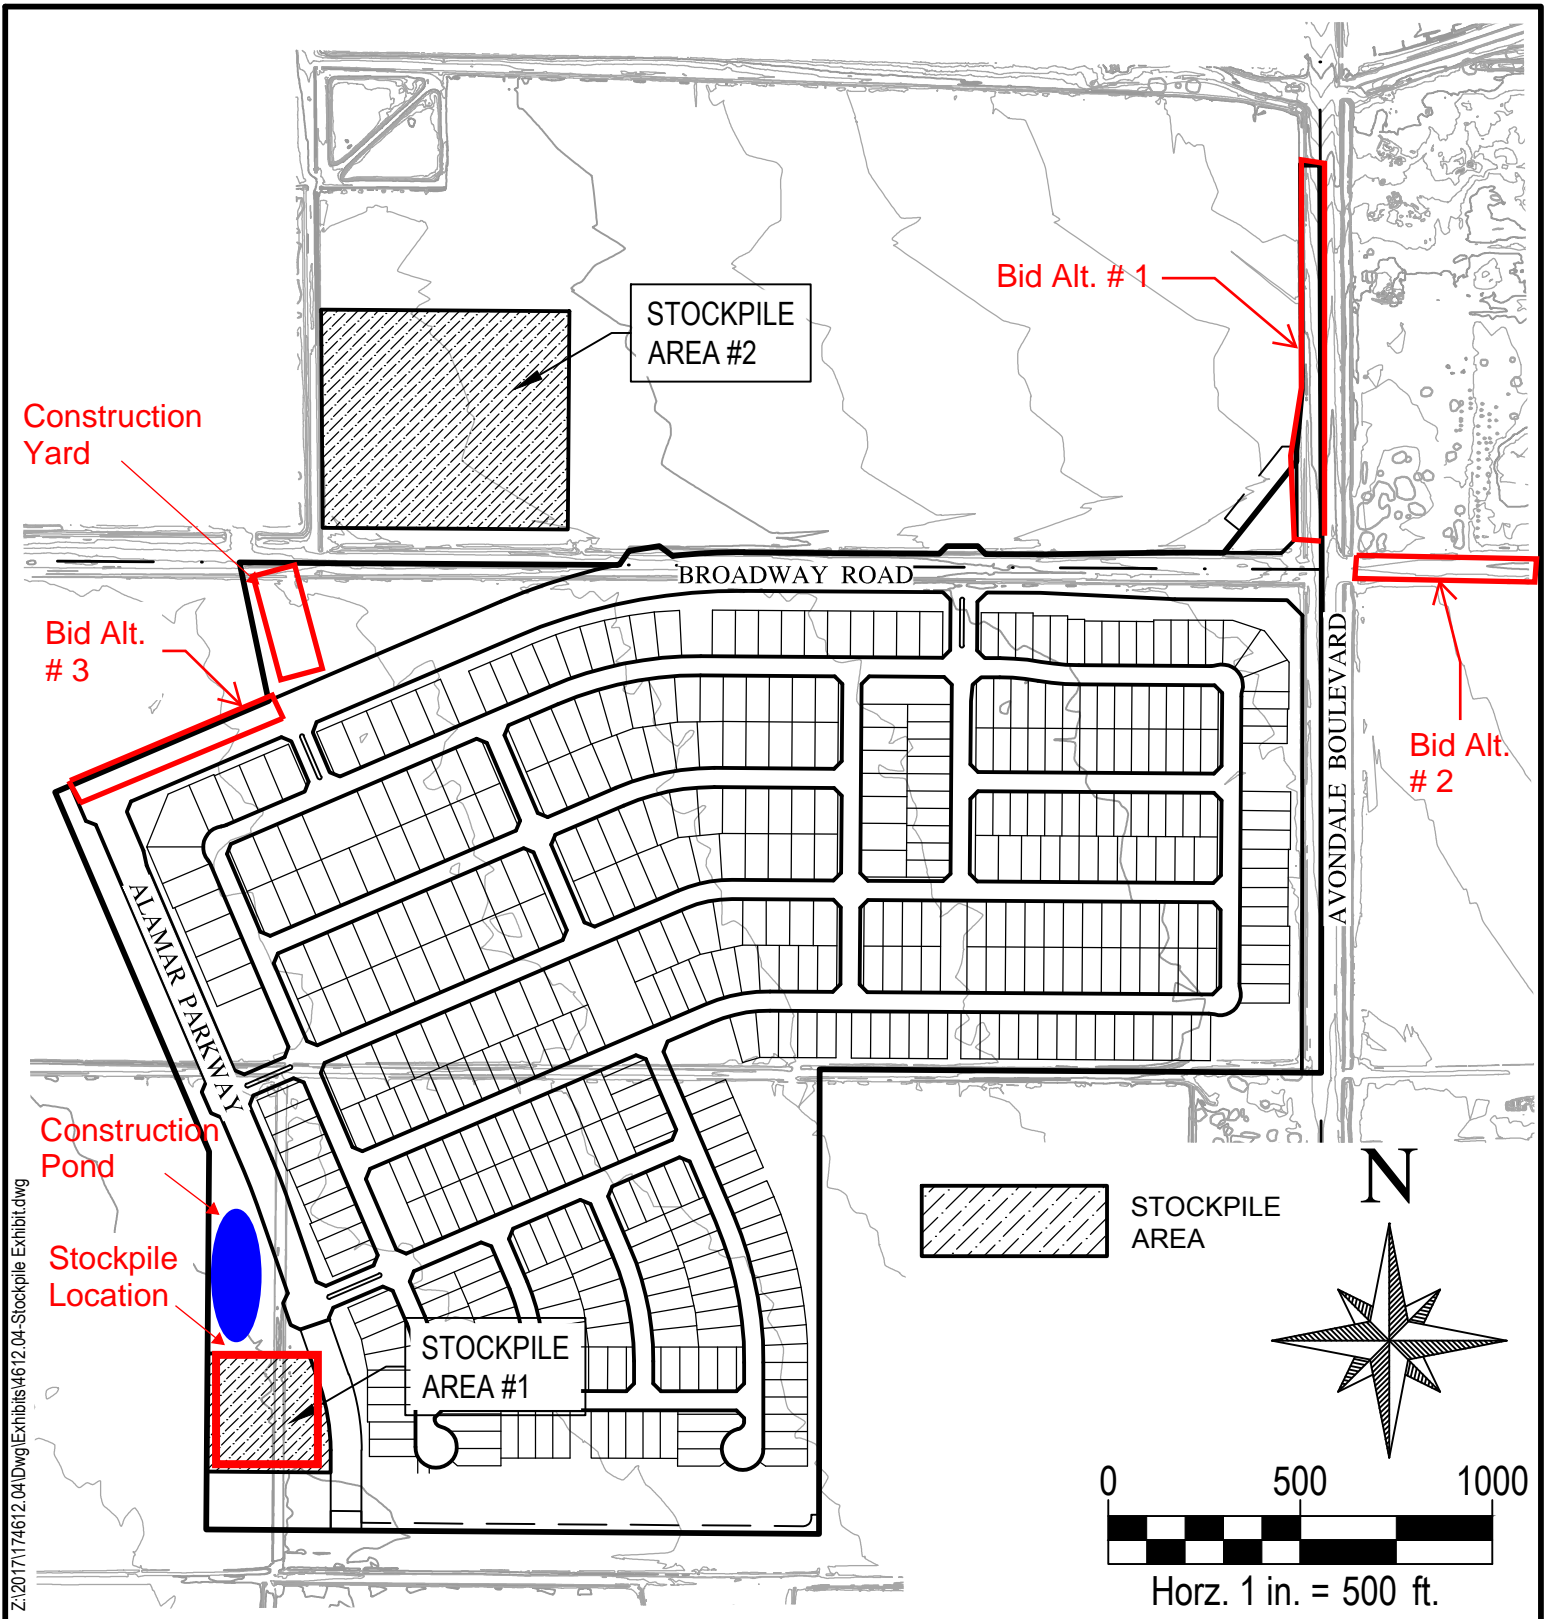 Bid Alt. # 1
STOCKPILE
AREA #2
Construction
Yard
BROADWAY ROAD
Bid Alt.
# 3
AVONDALE BOULEVARD
Bid Alt.
# 2
ALAMAR PARKWAY
Construction
Pond
Stockpile
Location
STOCKPILE
AREA
N
STOCKPILE
AREA #1
0 500 1000
Horz. 1 in. = 500 ft.
Z:\2017\174612.04\Dwg\Exhibits\4612.04-Stockpile Exhibit.dwg